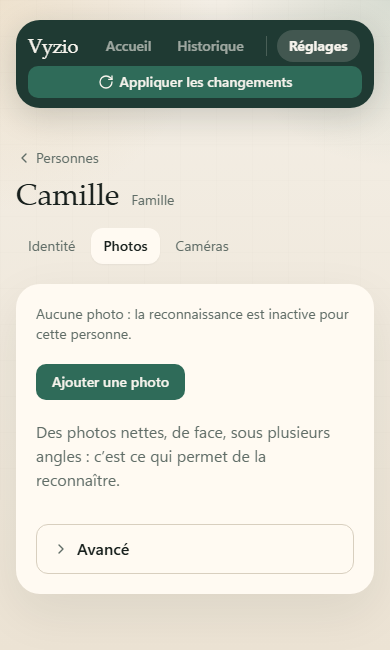 Vyzio Accueil Historique Réglages
Appliquer les changements
Personnes
Camille Famille
Identité Photos Caméras
Aucune photo : la reconnaissance est inactive pour
cette personne.
Ajouter une photo
Des photos nettes, de face, sous plusieurs
angles : c’est ce qui permet de la
reconnaître.
Avancé